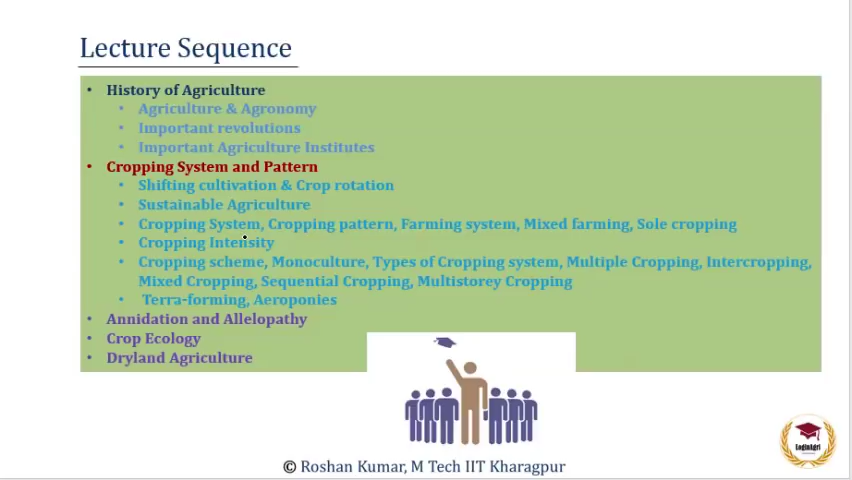 Lecture Sequence
• History of Agriculture
• Agriculture & Agronomy
• Important revolutions
• Important Agriculture Institutes
• Cropping System and Pattern
• Shifting cultivation & Crop rotation
• Sustainable Agriculture
• Cropping System, Cropping pattern, Farming system, Mixed farming, Sole cropping
• Cropping Intensity
• Cropping scheme, Monoculture, Types of Cropping system, Multiple Cropping, Intercropping,
Mixed Cropping, Sequential Cropping, Multistorey Cropping
• Terra-forming, Aeroponies
• Annidation and Allelopathy
• Crop Ecology
• Dryland Agriculture
LoginAgri
© Roshan Kumar, M Tech IIT Kharagpur